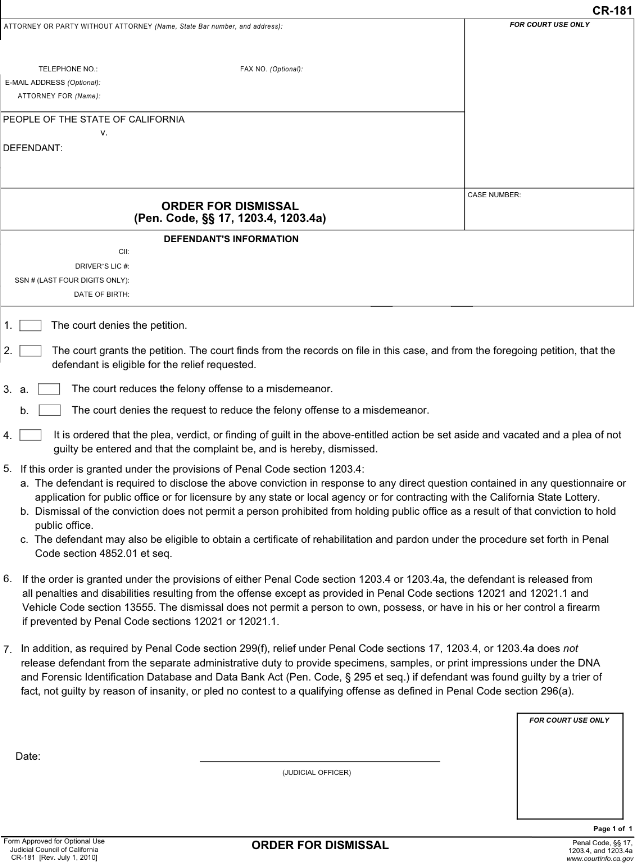 CR-181
ATTORNEY OR PARTY WITHOUT ATTORNEY (Name, State Bar number, and address):
FOR COURT USE ONLY
TELEPHONE NO.: FAX NO. (Optional):
E-MAIL ADDRESS (Optional):
ATTORNEY FOR (Name):
PEOPLE OF THE STATE OF CALIFORNIA
v.
DEFENDANT:
ORDER FOR DISMISSAL
(Pen. Code, §§ 17, 1203.4, 1203.4a)
CASE NUMBER:
DEFENDANT'S INFORMATION
CII:
DRIVER'S LIC #:
SSN # (LAST FOUR DIGITS ONLY):
DATE OF BIRTH:
1. The court denies the petition.
2. The court grants the petition. The court finds from the records on file in this case, and from the foregoing petition, that the
defendant is eligible for the relief requested.
3. a. The court reduces the felony offense to a misdemeanor.
b. The court denies the request to reduce the felony offense to a misdemeanor.
4. It is ordered that the plea, verdict, or finding of guilt in the above-entitled action be set aside and vacated and a plea of not
guilty be entered and that the complaint be, and is hereby, dismissed.
5. If this order is granted under the provisions of Penal Code section 1203.4:
a. The defendant is required to disclose the above conviction in response to any direct question contained in any questionnaire or
application for public office or for licensure by any state or local agency or for contracting with the California State Lottery.
b. Dismissal of the conviction does not permit a person prohibited from holding public office as a result of that conviction to hold
public office.
c. The defendant may also be eligible to obtain a certificate of rehabilitation and pardon under the procedure set forth in Penal
Code section 4852.01 et seq.
6. If the order is granted under the provisions of either Penal Code section 1203.4 or 1203.4a, the defendant is released from
all penalties and disabilities resulting from the offense except as provided in Penal Code sections 12021 and 12021.1 and
Vehicle Code section 13555. The dismissal does not permit a person to own, possess, or have in his or her control a firearm
if prevented by Penal Code sections 12021 or 12021.1.
7. In addition, as required by Penal Code section 299(f), relief under Penal Code sections 17, 1203.4, or 1203.4a does not
release defendant from the separate administrative duty to provide specimens, samples, or print impressions under the DNA
and Forensic Identification Database and Data Bank Act (Pen. Code, § 295 et seq.) if defendant was found guilty by a trier of
fact, not guilty by reason of insanity, or pled no contest to a qualifying offense as defined in Penal Code section 296(a).
FOR COURT USE ONLY
Date:
(JUDICIAL OFFICER)
Page 1 of 1
Form Approved for Optional Use
Judicial Council of California
CR-181 [Rev. July 1, 2010]
ORDER FOR DISMISSAL
Penal Code, §§ 17,
1203.4, and 1203.4a
www.courtinfo.ca.gov